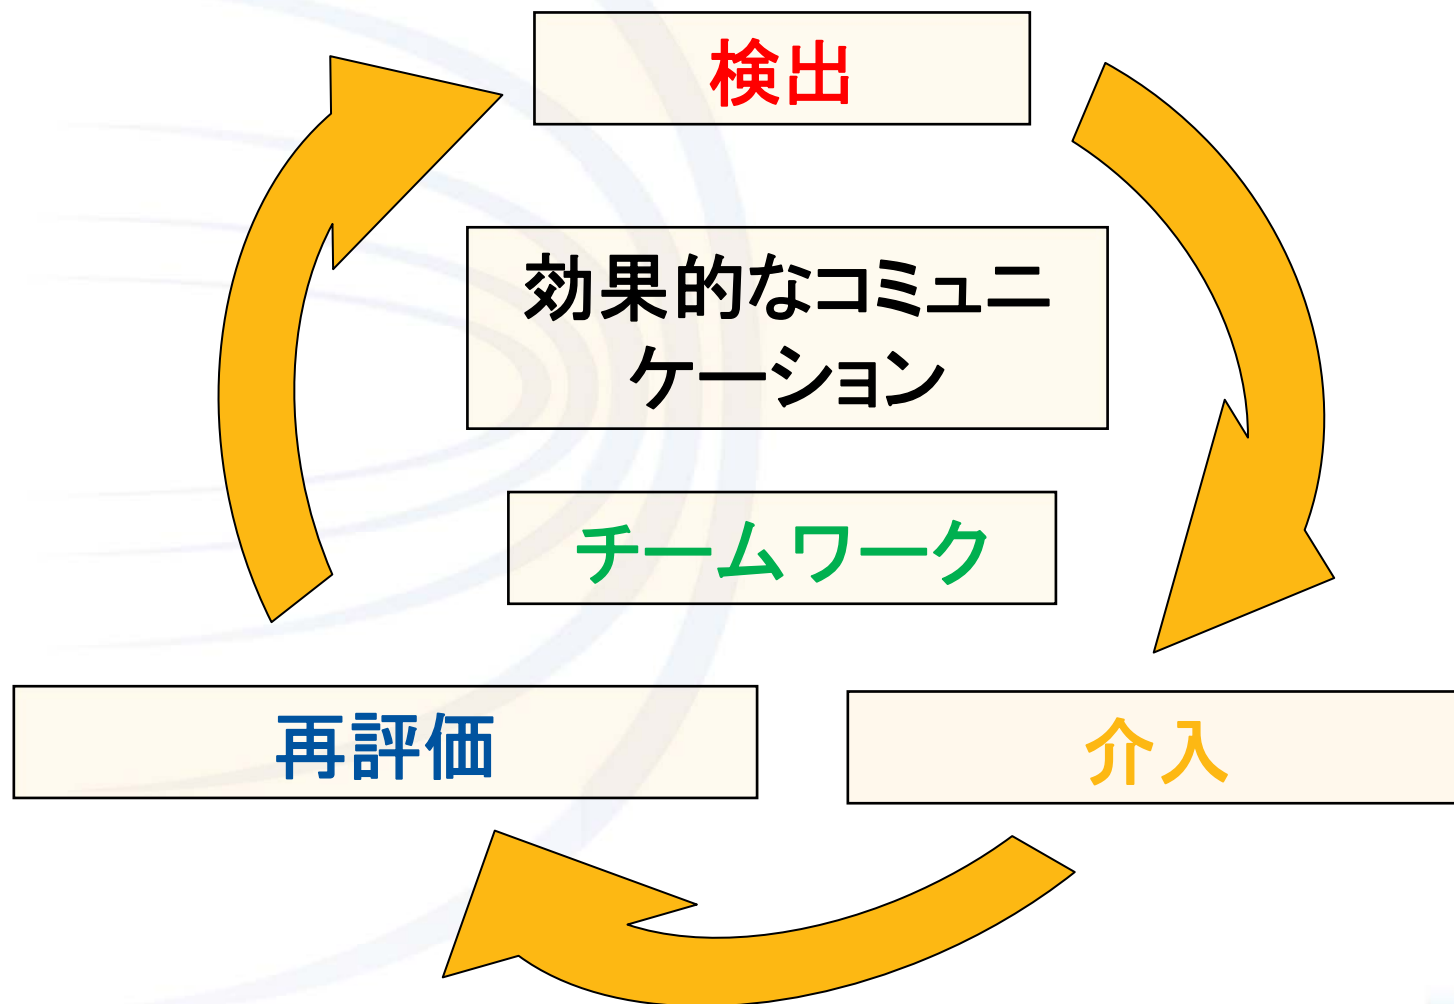 検出
効果的なコミュニ
ケーション
チームワーク
再評価
介入